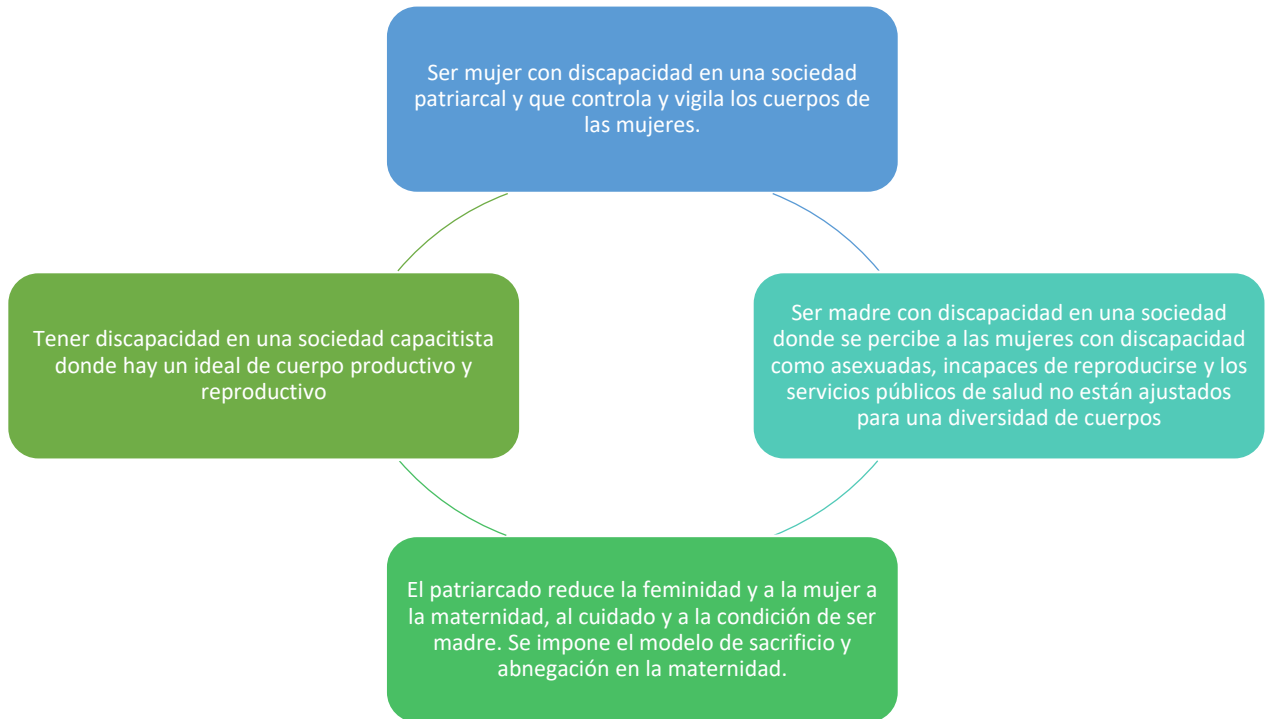 Ser mujer con discapacidad en una sociedad
patriarcal y que controla y vigila los cuerpos de
las mujeres.
Ser madre con discapacidad en una sociedad
donde se percibe a las mujeres con discapacidad
como asexuadas, incapaces de reproducirse y los
servicios públicos de salud no están ajustados
para una diversidad de cuerpos
El patriarcado reduce la feminidad y a la mujer a
la maternidad, al cuidado y a la condición de ser
madre. Se impone el modelo de sacrificio y
abnegación en la maternidad.
Tener discapacidad en una sociedad capacitista
donde hay un ideal de cuerpo productivo y
reproductivo